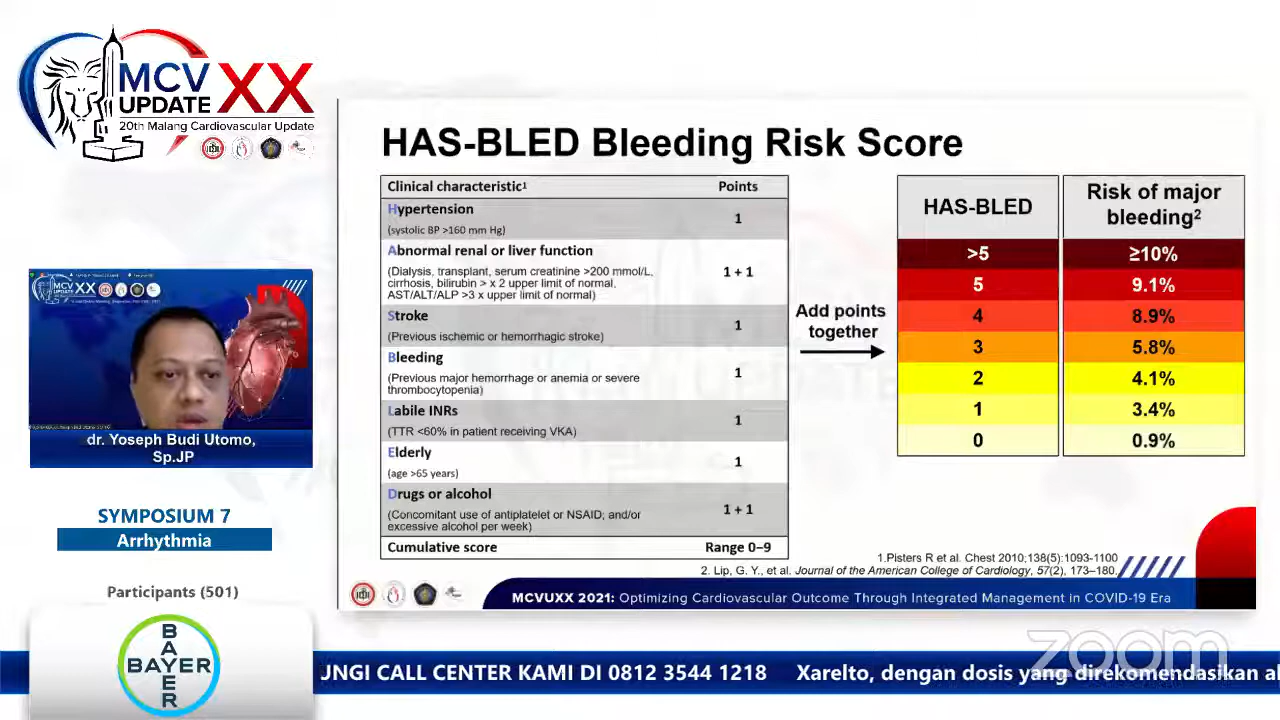 MCV XX
UPDATE
20th Malang Cardiovascular Update
HAS-BLED Bleeding Risk Score
Clinical characteristic¹ Points
Hypertension
(systolic BP >160 mm Hg)
1
Abnormal renal or liver function
(Dialysis, transplant, serum creatinine >200 mmol/L,
cirrhosis, bilirubin > x 2 upper limit of normal,
AST/ALT/ALP >3 x upper limit of normal)
1 + 1
Stroke
(Previous ischemic or hemorrhagic stroke)
1
Bleeding
(Previous major hemorrhage or anemia or severe
thrombocytopenia)
1
Labile INRs
(TTR <60% in patient receiving VKA)
1
Elderly
(age >65 years)
1
Drugs or alcohol
(Concomitant use of antiplatelet or NSAID; and/or
excessive alcohol per week)
1 + 1
Cumulative score Range 0–9
Add points
together
HAS-BLED Risk of major
bleeding²
>5 ≥10%
5 9.1%
4 8.9%
3 5.8%
2 4.1%
1 3.4%
0 0.9%
1.Pisters R et al. Chest 2010;138(5):1093-1100
2. Lip, G. Y., et al. Journal of the American College of Cardiology, 57(2), 173–180.
MCVUXX 2021: Optimizing Cardiovascular Outcome Through Integrated Management in COVID-19 Era
MCV XX
UPDATE
dr. Yoseph Budi Utomo,
Sp.JP
SYMPOSIUM 7
Arrhythmia
Participants (501)
BAYER
BAYER
zoom
JNGI CALL CENTER KAMI DI 0812 3544 1218 Xarelto, dengan dosis yang direkomendasikan